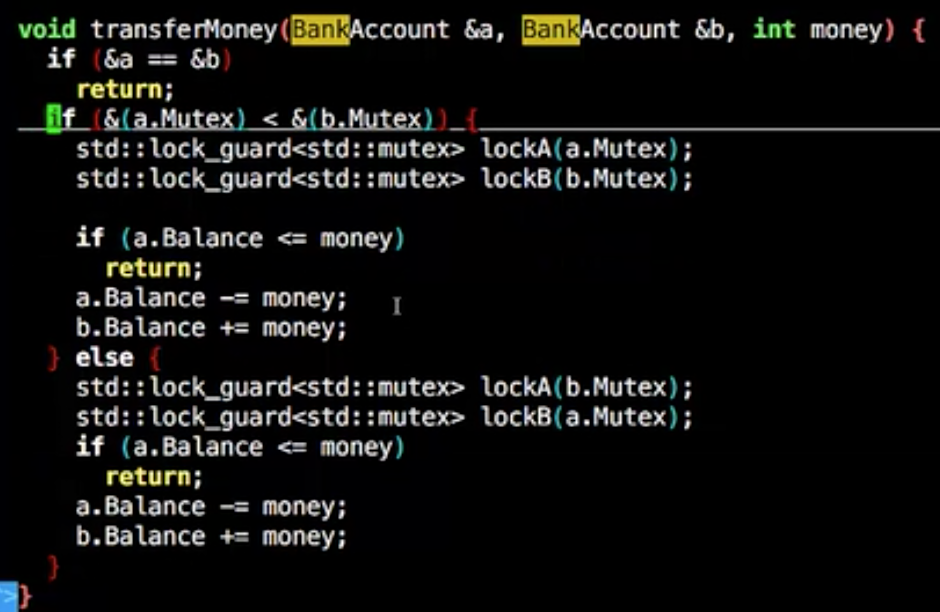 void transferMoney(BankAccount &a, BankAccount &b, int money) {
  if (&a == &b)
    return;
  if (&(a.Mutex) < &(b.Mutex)) {
    std::lock_guard<std::mutex> lockA(a.Mutex);
    std::lock_guard<std::mutex> lockB(b.Mutex);

    if (a.Balance <= money)
      return;
    a.Balance -= money;
    b.Balance += money;
  } else {
    std::lock_guard<std::mutex> lockA(b.Mutex);
    std::lock_guard<std::mutex> lockB(a.Mutex);
    if (a.Balance <= money)
      return;
    a.Balance -= money;
    b.Balance += money;
  }
>}